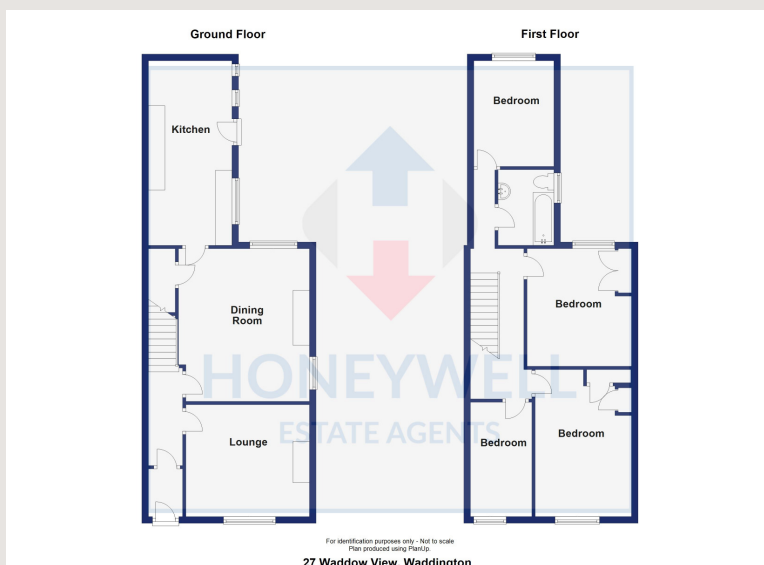 Ground Floor
First Floor
Kitchen
Bedroom
Dining
Room
Bedroom
HONEYWELL
ESTATE AGENTS
Lounge
Bedroom
Bedroom
For identification purposes only - Not to scale
Plan produced using PlanUp.
27 Waddow View, Waddington